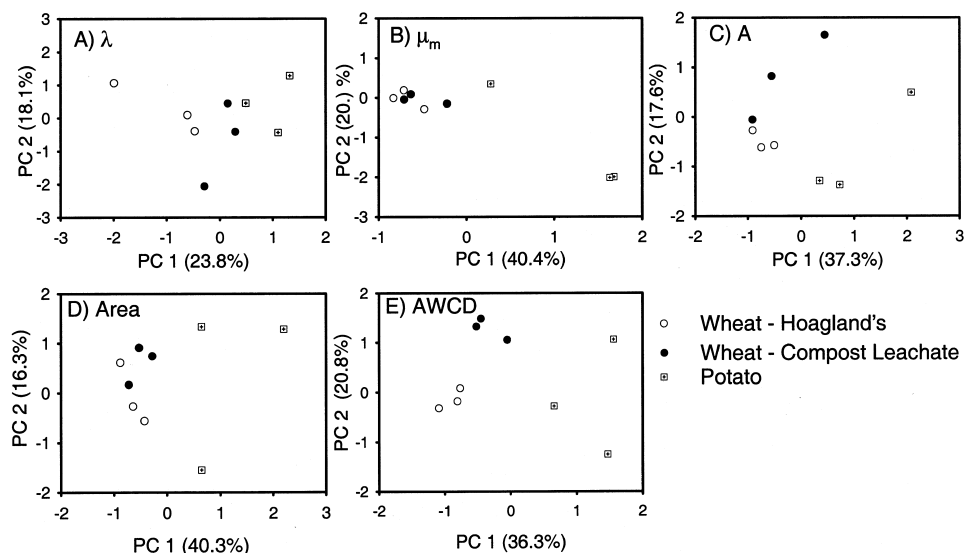 A) λ
3
2
1
0
-1
-2
-3
PC 2 (18.1%)
-3 -2 -1 0 1 2
PC 1 (23.8%)
B) μm
2
1
0
-1
-2
-3
PC 2 (20.) %)
-1 0 1 2
PC 1 (40.4%)
C) A
2
1
0
-1
-2
PC 2 (17.6%)
-2 -1 0 1 2 3
PC 1 (37.3%)
D) Area
2
1
0
-1
-2
PC 2 (16.3%)
-2 -1 0 1 2 3
PC 1 (40.3%)
E) AWCD
2
1
0
-1
-2
PC 2 (20.8%)
-2 -1 0 1 2
PC 1 (36.3%)
Wheat - Hoagland's
Wheat - Compost Leachate
Potato